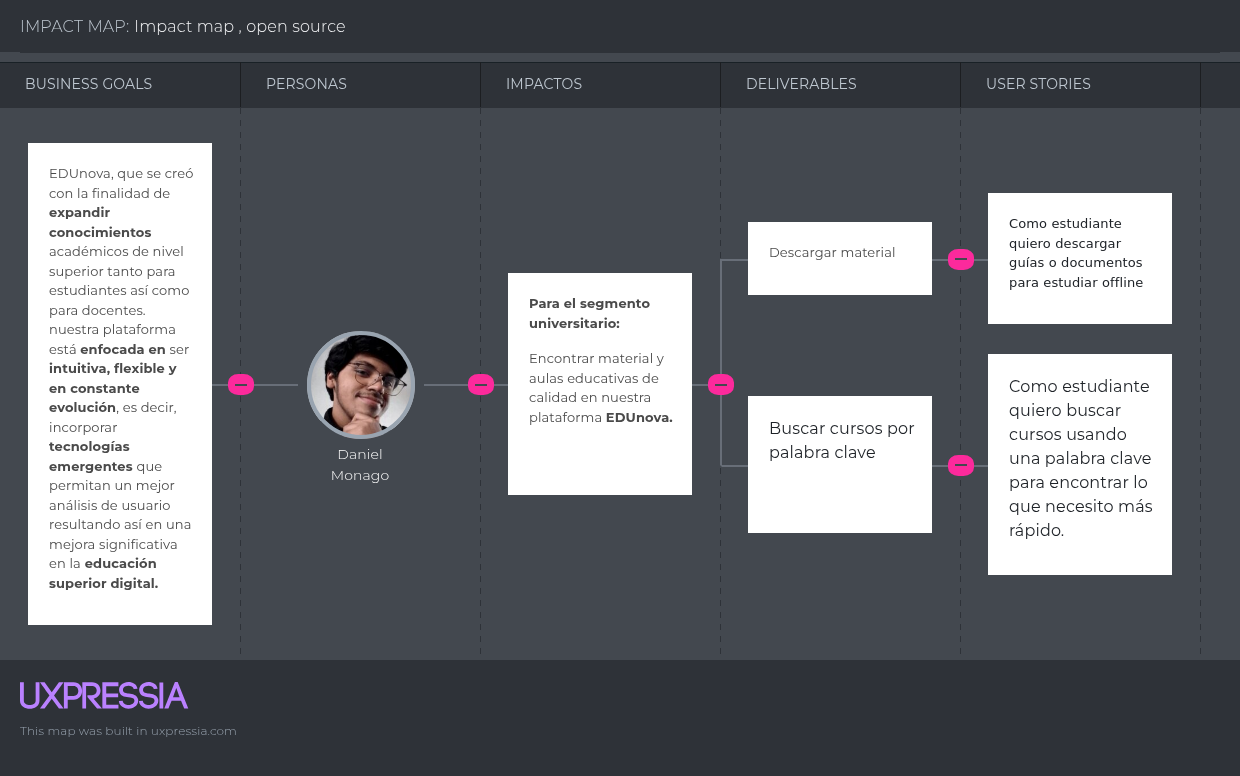 IMPACT MAP: Impact map , open source
BUSINESS GOALS
PERSONAS
IMPACTOS
DELIVERABLES
USER STORIES
EDUnova, que se creó
con la finalidad de
expandir
conocimientos
académicos de nivel
superior tanto para
estudiantes así como
para docentes.
nuestra plataforma
está enfocada en ser
intuitiva, flexible y
en constante
evolución, es decir,
incorporar
tecnologías
emergentes que
permitan un mejor
análisis de usuario
resultando así en una
mejora significativa
en la educación
superior digital.
Daniel
Monago
Para el segmento
universitario:
Encontrar material y
aulas educativas de
calidad en nuestra
plataforma EDUnova.
Descargar material
Como estudiante
quiero descargar
guías o documentos
para estudiar offline
Buscar cursos por
palabra clave
Como estudiante
quiero buscar
cursos usando
una palabra clave
para encontrar lo
que necesito más
rápido.
UXPRESSIA
This map was built in uxpressia.com